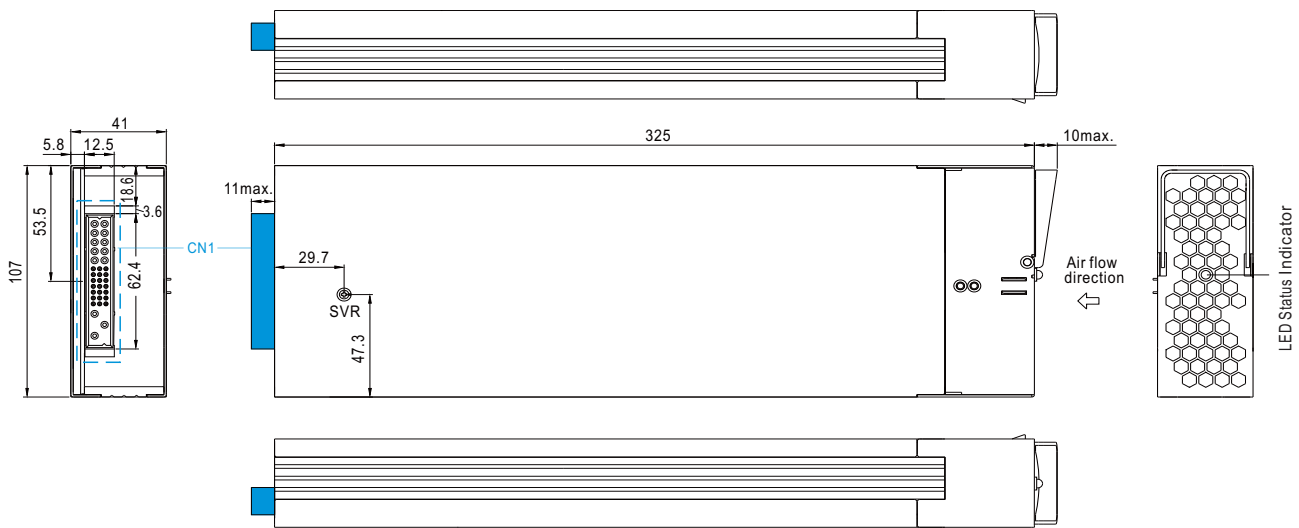 41
325
10max.
5.8
12.5
18.6
11max.
3.6
53.5
CN1
29.7
Air flow
direction
107
62.4
SVR
47.3
LED Status Indicator